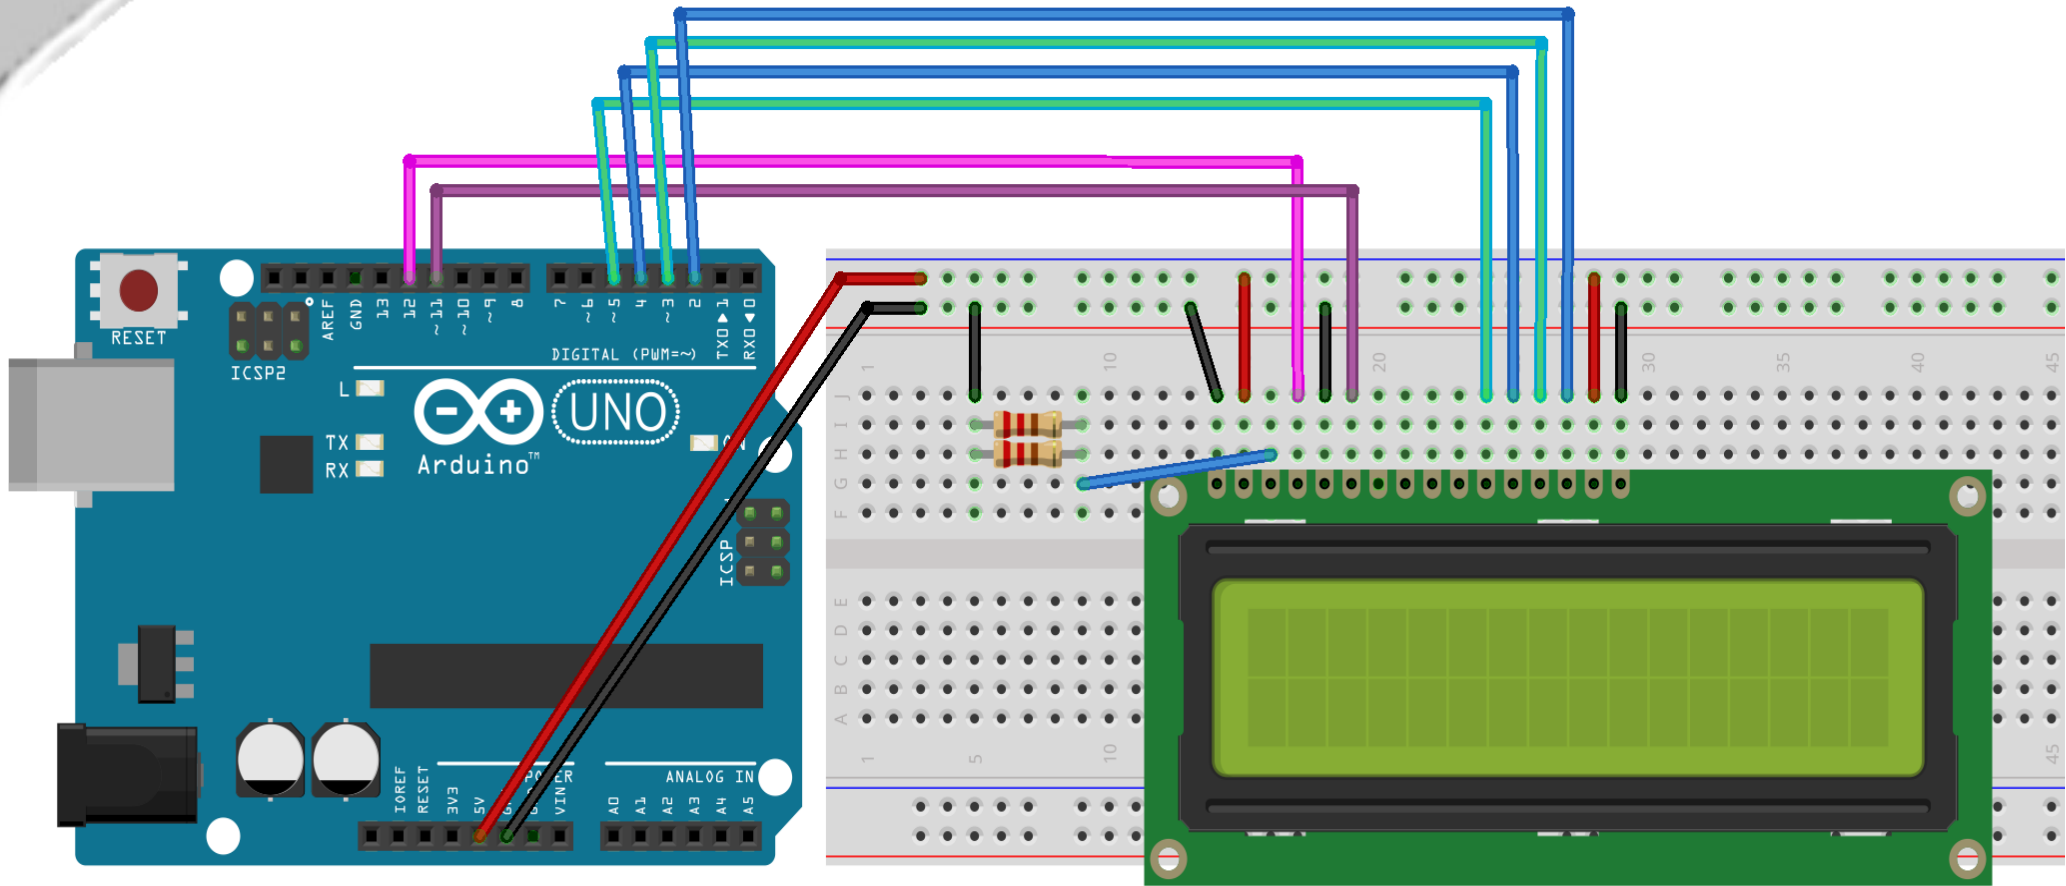 RESET
ICSP2
AREF
GND
13
12
~11
~10
~9
8
7
~6
~5
4
~3
2
TX0▶1
RX0◀0
DIGITAL (PWM=~)
L
TX
RX
UNO
Arduino™
ICSP
IOREF
RESET
3V3
5V
VIN
ANALOG IN
A0
A1
A2
A3
A4
A5
1
10
20
30
35
40
45
J
I
H
G
F
E
D
C
B
A
1
5
10
45